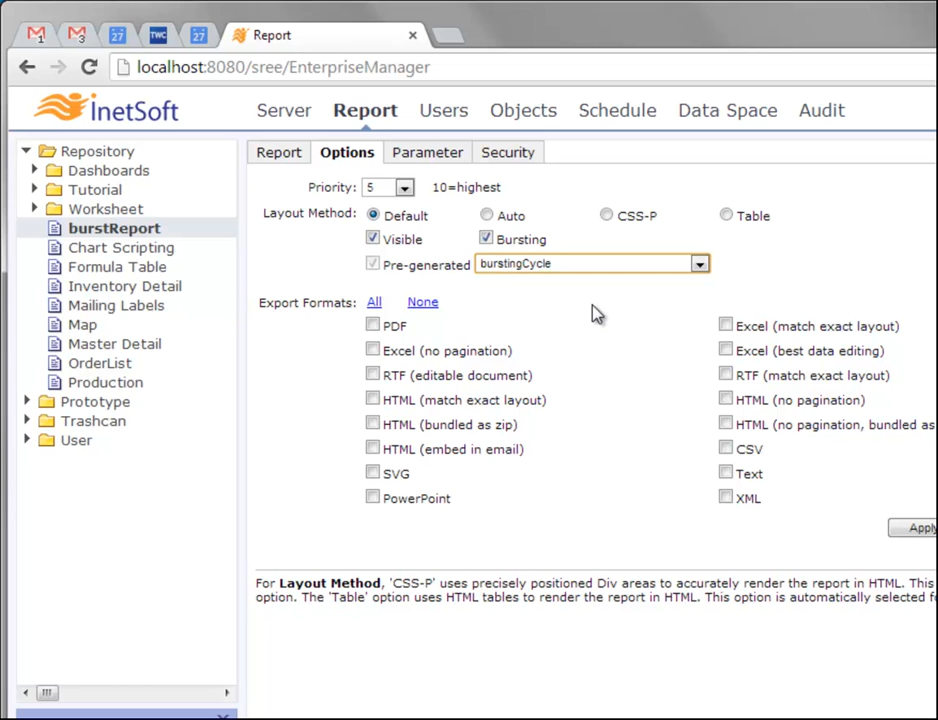 1 3 27 TWC 27 Report ×
localhost:8080/sree/EnterpriseManager
inetSoft Server Report Users Objects Schedule Data Space Audit
Repository
Dashboards
Tutorial
Worksheet
burstReport
Chart Scripting
Formula Table
Inventory Detail
Mailing Labels
Map
Master Detail
OrderList
Production
Prototype
Trashcan
User
Report Options Parameter Security
Priority: 5 10=highest
Layout Method: Default Auto CSS-P Table
Visible Bursting
Pre-generated burstingCycle
Export Formats: All None
PDF Excel (match exact layout)
Excel (no pagination) Excel (best data editing)
RTF (editable document) RTF (match exact layout)
HTML (match exact layout) HTML (no pagination)
HTML (bundled as zip) HTML (no pagination, bundled as
HTML (embed in email) CSV
SVG Text
PowerPoint XML
Apply
For Layout Method, 'CSS-P' uses precisely positioned Div areas to accurately render the report in HTML. This
option. The 'Table' option uses HTML tables to render the report in HTML. This option is automatically selected